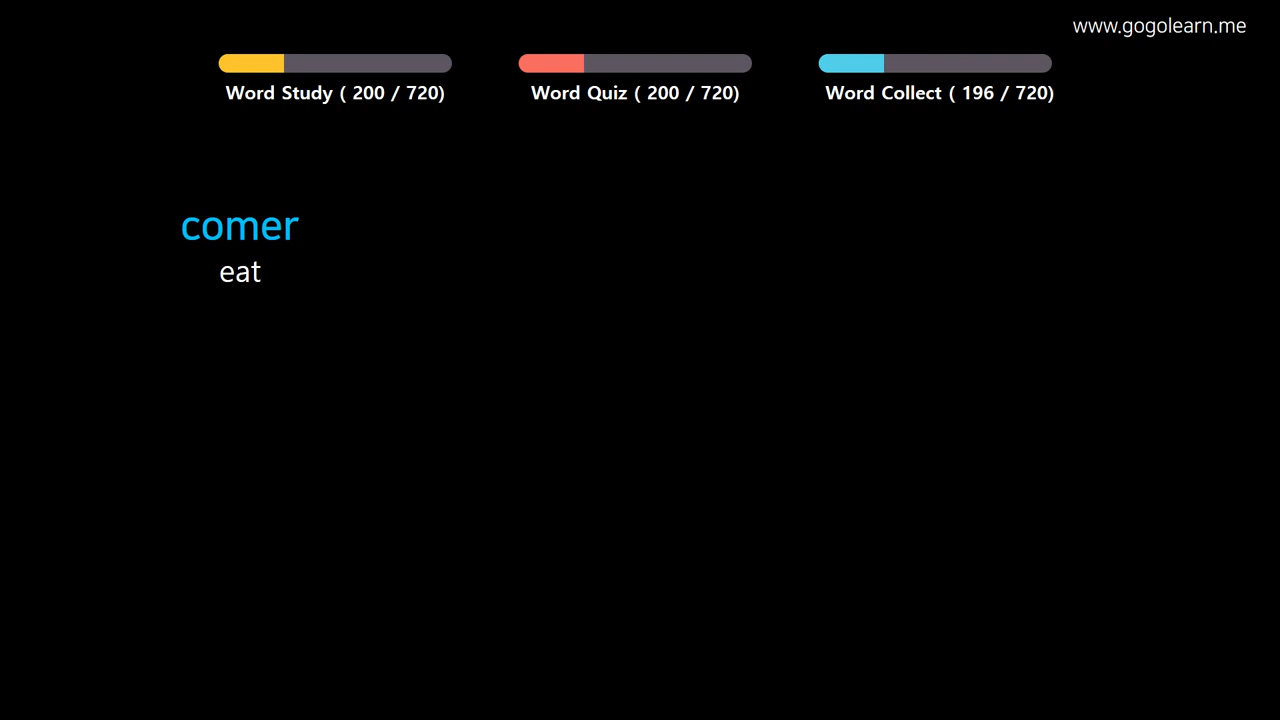 www.gogolearn.me
Word Study ( 200 / 720)
Word Quiz ( 200 / 720)
Word Collect ( 196 / 720)
comer
eat